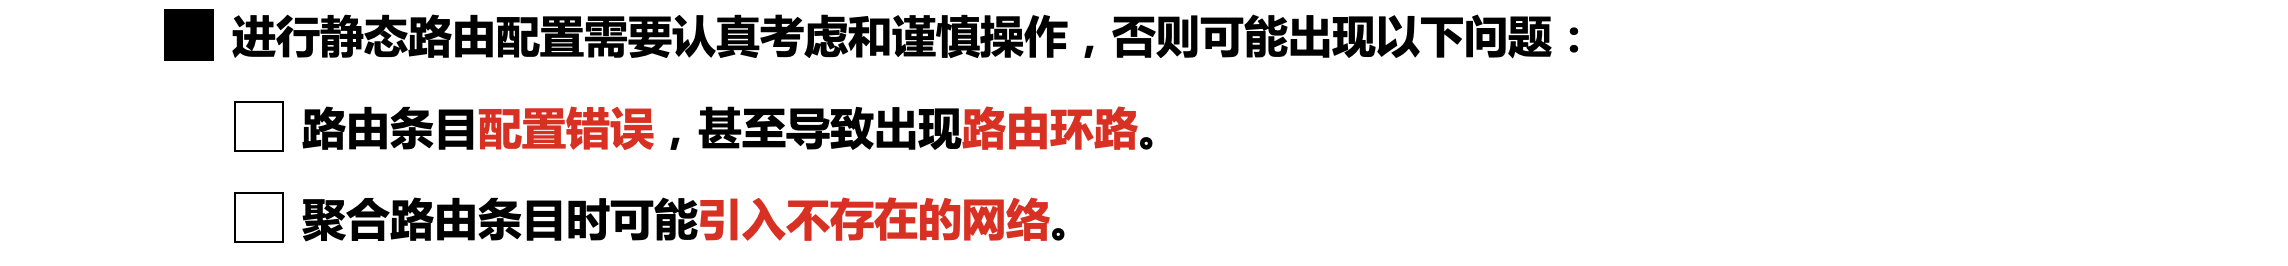 进行静态路由配置需要认真考虑和谨慎操作，否则可能出现以下问题：
路由条目配置错误，甚至导致出现路由环路。
聚合路由条目时可能引入不存在的网络。